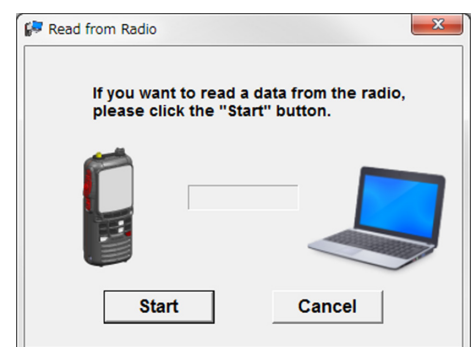 Read from Radio
If you want to read a data from the radio,
please click the "Start" button.
Start
Cancel